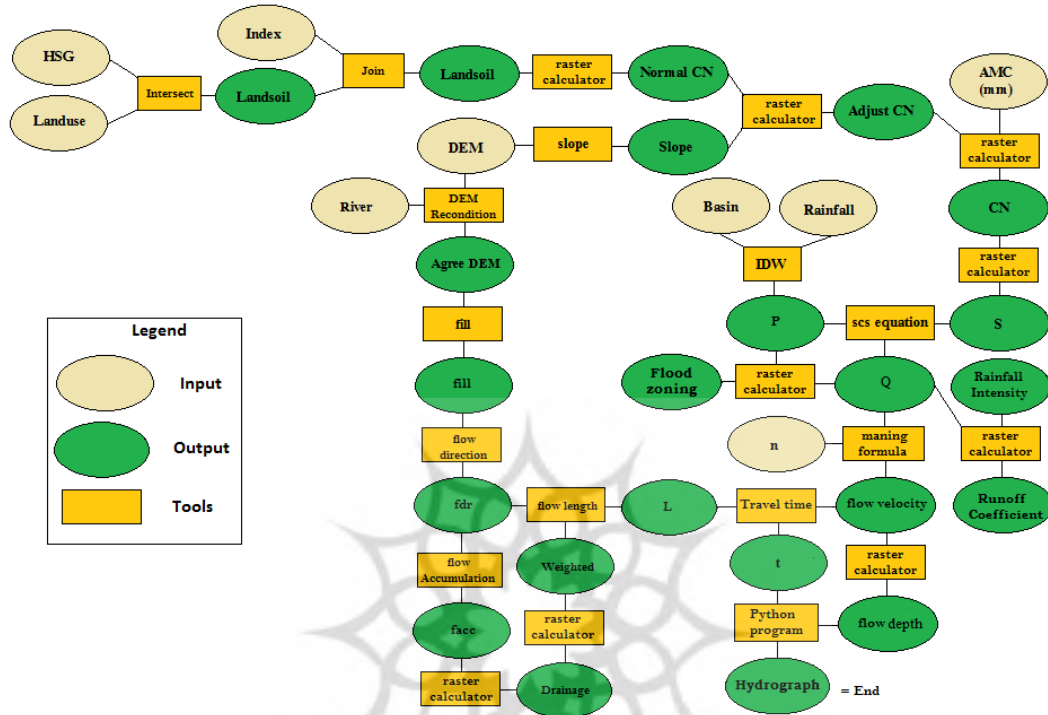 HSG
Landuse
Intersect
Landsoil
Index
Join
Landsoil
raster
calculator
Normal CN
raster
calculator
Adjust CN
AMC
(mm)
raster
calculator
CN
raster
calculator
S
DEM
slope
Slope
River
DEM
Recondition
Agree DEM
fill
fill
flow
direction
fdr
flow
Accumulation
facc
raster
calculator
Drainage
raster
calculator
Weighted
flow length
L
Basin
Rainfall
IDW
P
scs equation
Flood
zoning
raster
calculator
Q
Rainfall
Intensity
n
maning
formula
raster
calculator
Runoff
Coefficient
Travel time
flow velocity
t
raster
calculator
Python
program
flow depth
Hydrograph
= End
Legend
Input
Output
Tools